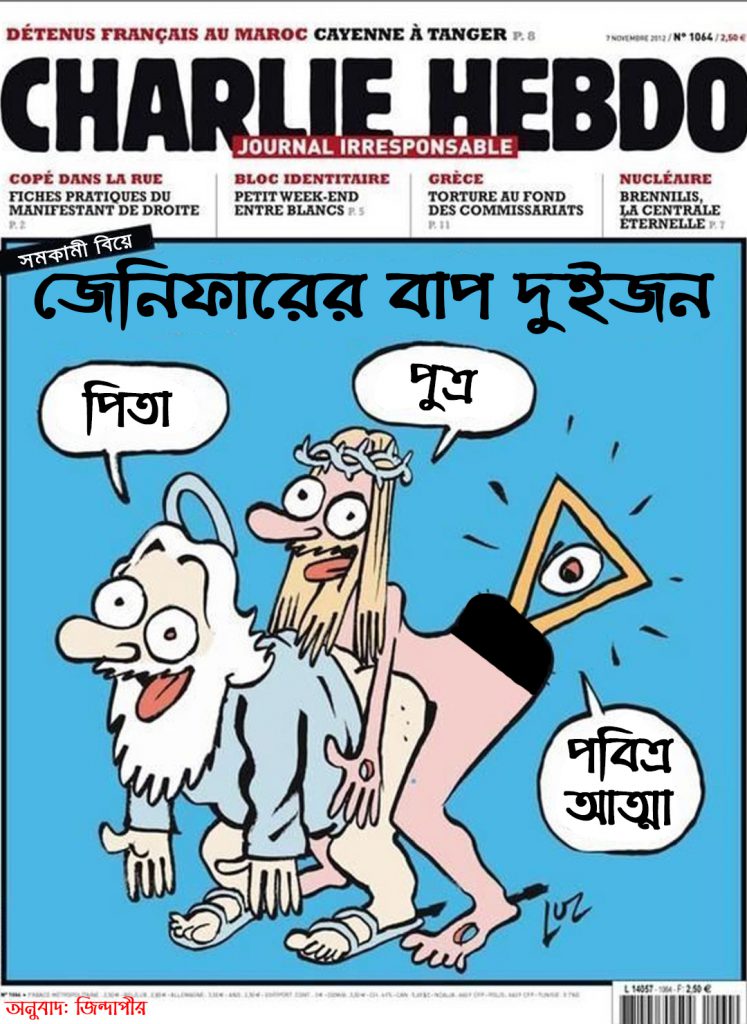 DÉTENUS FRANÇAIS AU MAROC CAYENNE À TANGER P. 8
7 NOVEMBRE 2012 / N° 1064 / 2,50 €
CHARLIE HEBDO
JOURNAL IRRESPONSABLE
COPÉ DANS LA RUE
FICHES PRATIQUES DU
MANIFESTANT DE DROITE
P. 2
BLOC IDENTITAIRE
PETIT WEEK-END
ENTRE BLANCS P. 5
GRÈCE
TORTURE AU FOND
DES COMMISSARIATS
P. 11
NUCLÉAIRE
BRENNILIS,
LA CENTRALE
ÉTERNELLE P. 7
সমকামী বিয়ে
জেনিফারের বাপ দুইজন
পিতা
পুত্র
পবিত্র
আত্মা
LUZ
L 14057 - 1064 - F: 2,50 €
অনুবাদ: জিন্দাপীর